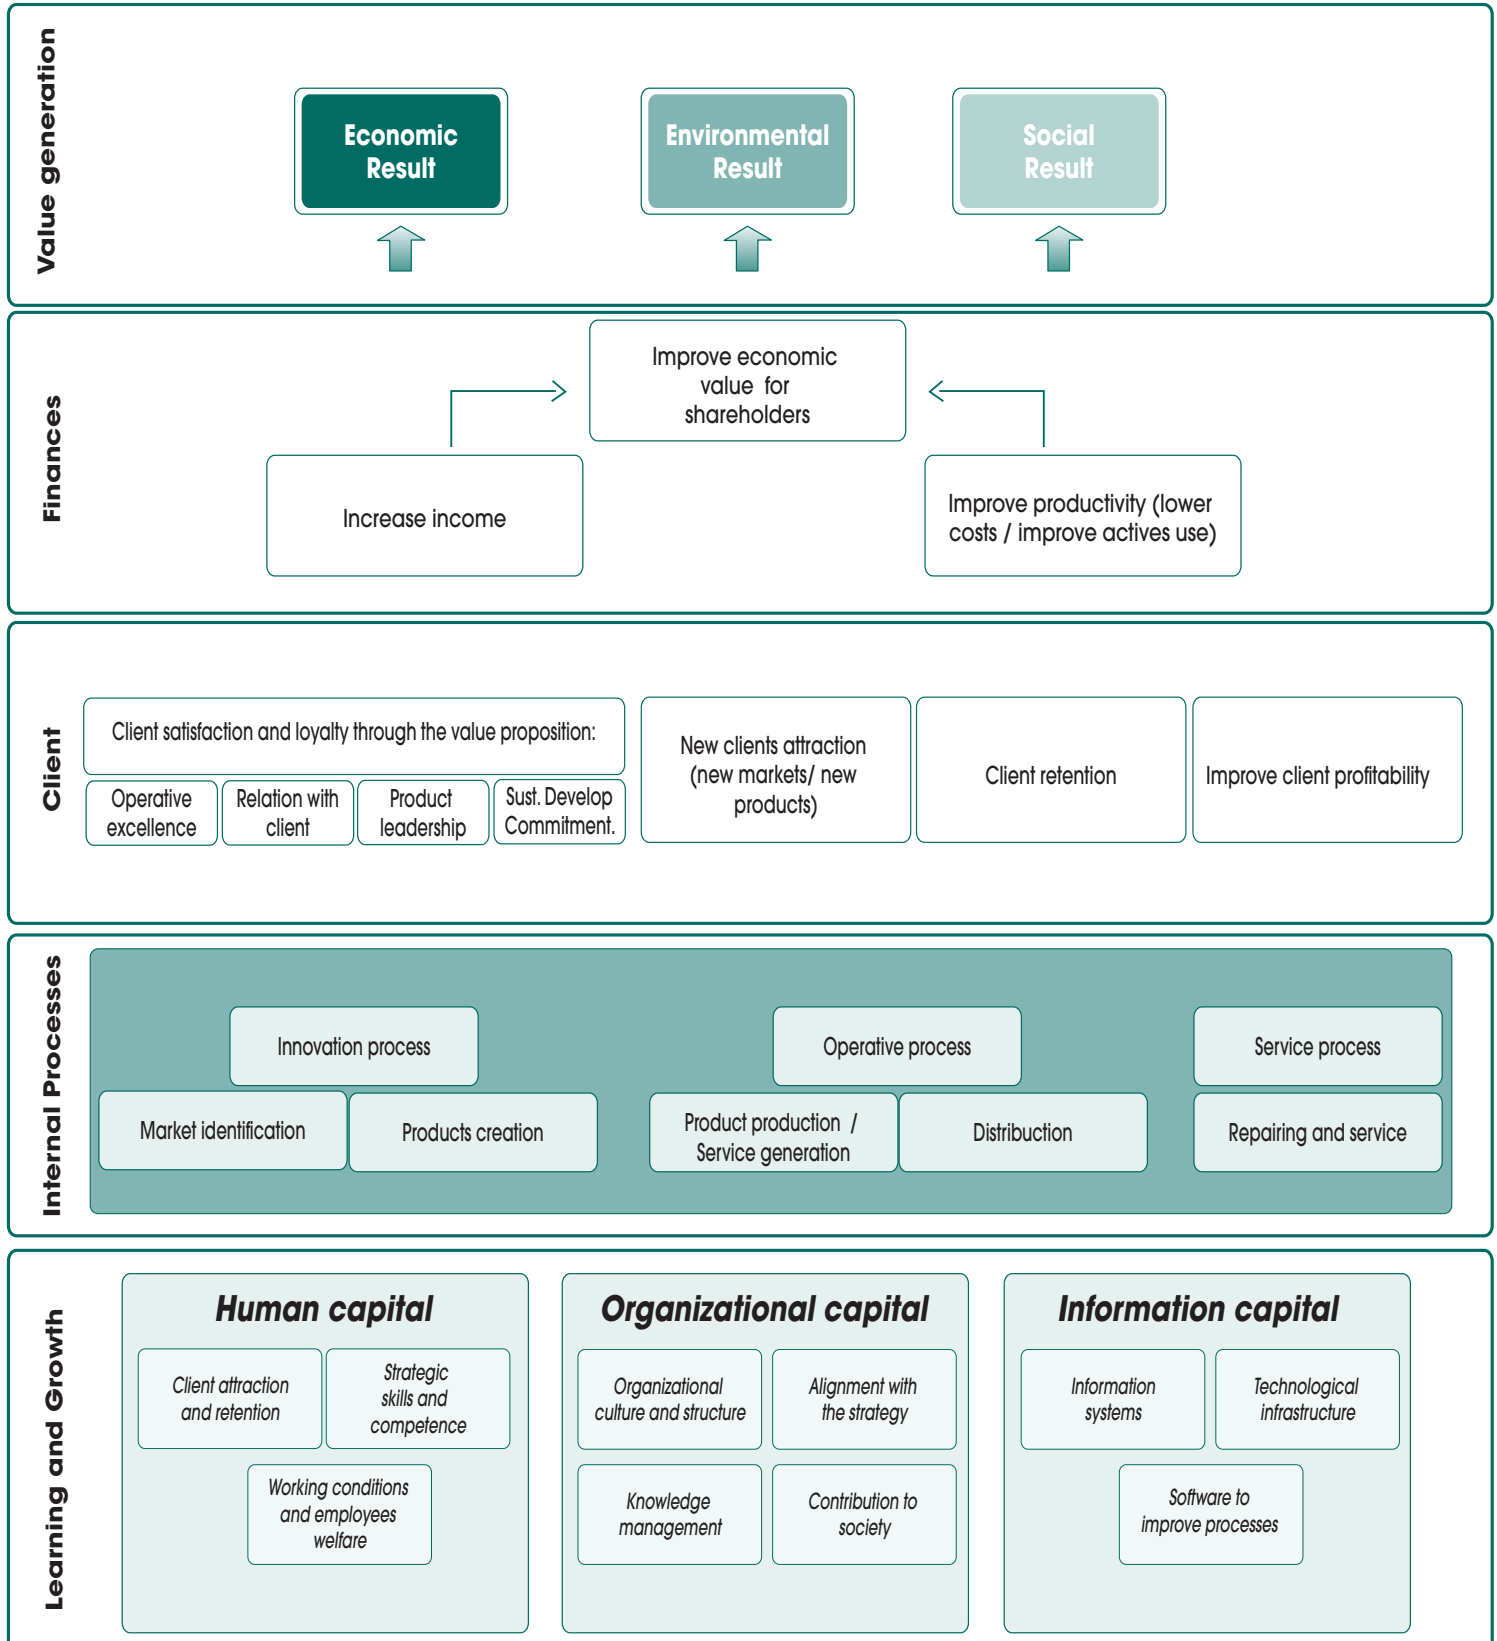 Value generation
Economic
Result
Environmental
Result
Social
Result
Finances
Improve economic
value for
shareholders
Increase income
Improve productivity (lower
costs / improve actives use)
Client
Client satisfaction and loyalty through the value proposition:
Operative
excellence
Relation with
client
Product
leadership
Sust. Develop
Commitment.
New clients attraction
(new markets/ new
products)
Client retention
Improve client profitability
Internal Processes
Innovation process
Market identification
Products creation
Operative process
Product production /
Service generation
Distribuction
Service process
Repairing and service
Learning and Growth
Human capital
Client attraction
and retention
Strategic
skills and
competence
Working conditions
and employees
welfare
Organizational capital
Organizational
culture and structure
Alignment with
the strategy
Knowledge
management
Contribution to
society
Information capital
Information
systems
Technological
infrastructure
Software to
improve processes